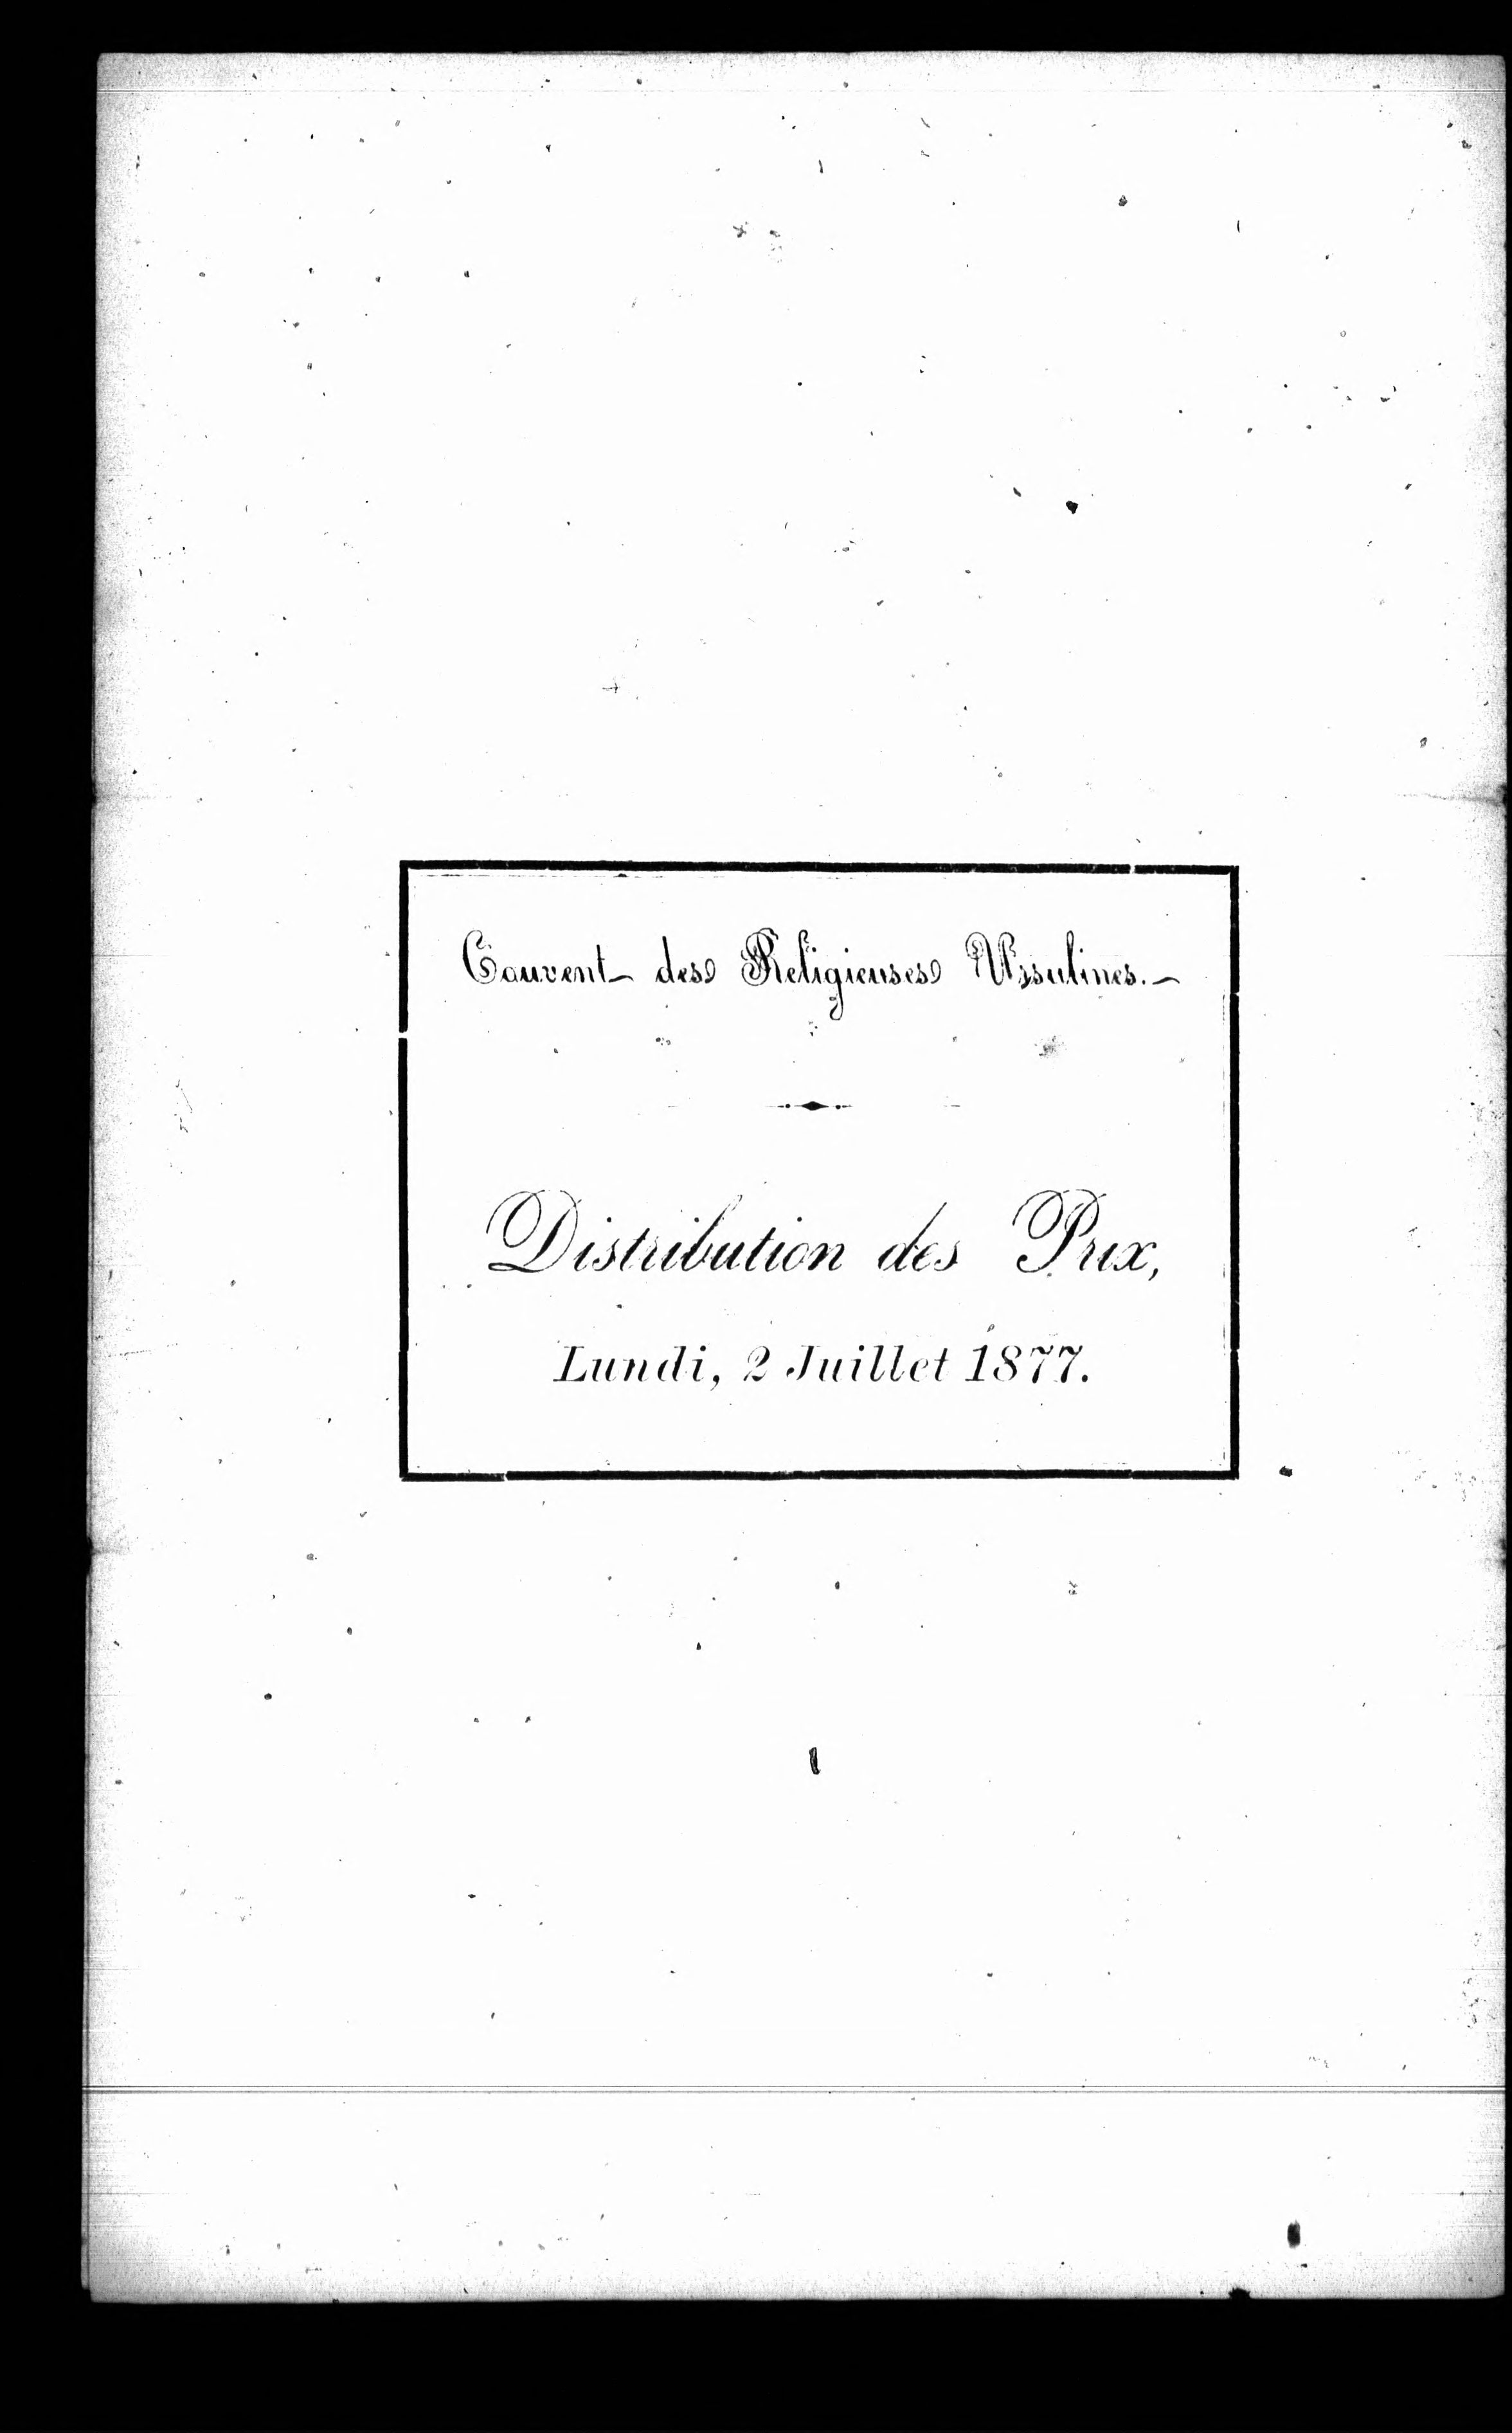 Couvent des Religieuses Ursulines.
Distribution des Prix,
Lundi, 2 Juillet 1877.